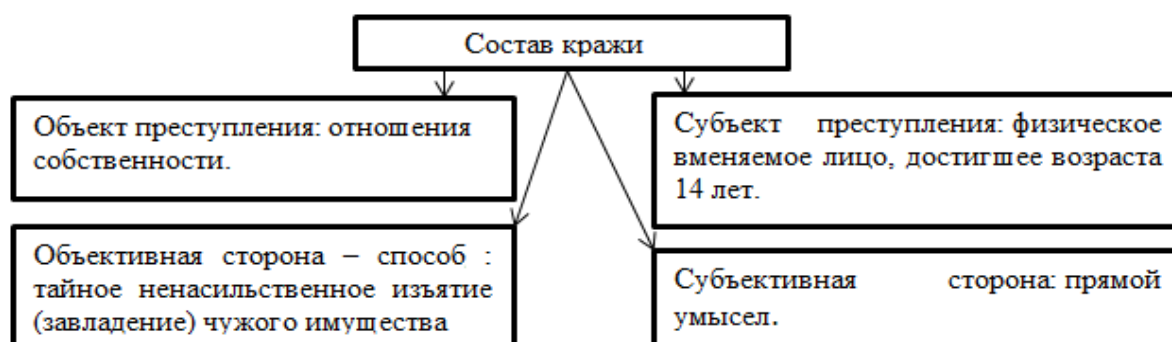 Состав кражи
Объект преступления: отношения
собственности.
Субъект преступления: физическое
вменяемое лицо, достигшее возраста
14 лет.
Объективная сторона – способ :
тайное ненасильственное изъятие
(завладение) чужого имущества
Субъективная сторона: прямой
умысел.